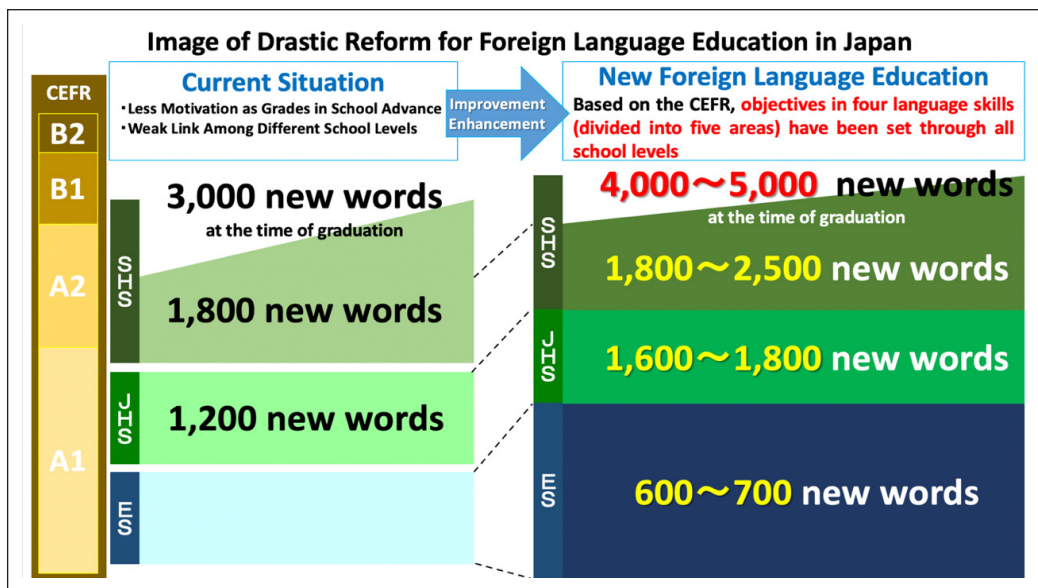 Image of Drastic Reform for Foreign Language Education in Japan
CEFR
B2
B1
A2
A1
Current Situation
・Less Motivation as Grades in School Advance
・Weak Link Among Different School Levels
Improvement
Enhancement
New Foreign Language Education
Based on the CEFR, objectives in four language skills
(divided into five areas) have been set through all
school levels
SHS
3,000 new words
at the time of graduation
1,800 new words
JHS
1,200 new words
ES
SHS
4,000～5,000 new words
at the time of graduation
1,800～2,500 new words
JHS
1,600～1,800 new words
ES
600～700 new words